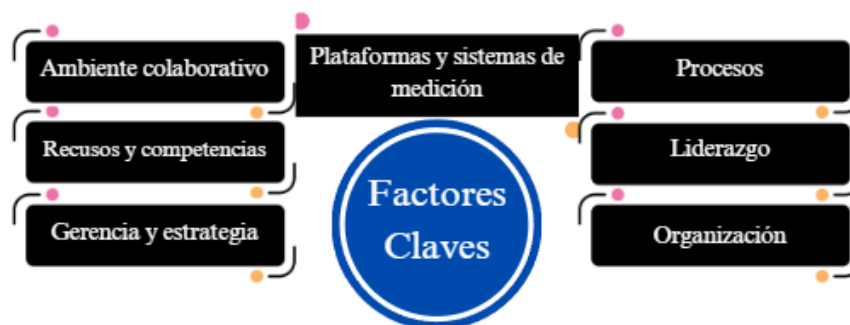 Ambiente colaborativo
Recusos y competencias
Gerencia y estrategia
Plataformas y sistemas de
medición
Factores
Claves
Procesos
Liderazgo
Organización